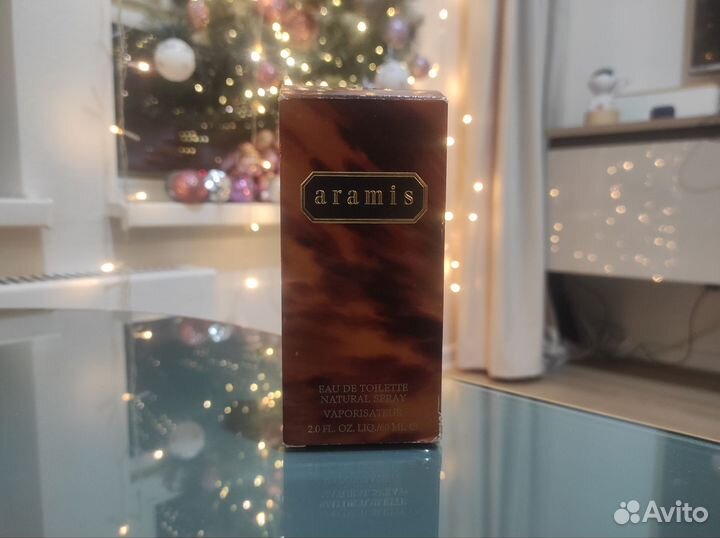 aramis
EAU DE TOILETTE
NATURAL SPRAY
VAPORISATEUR
2.0 FL. OZ. LIQ./60 ML ℮
Avito